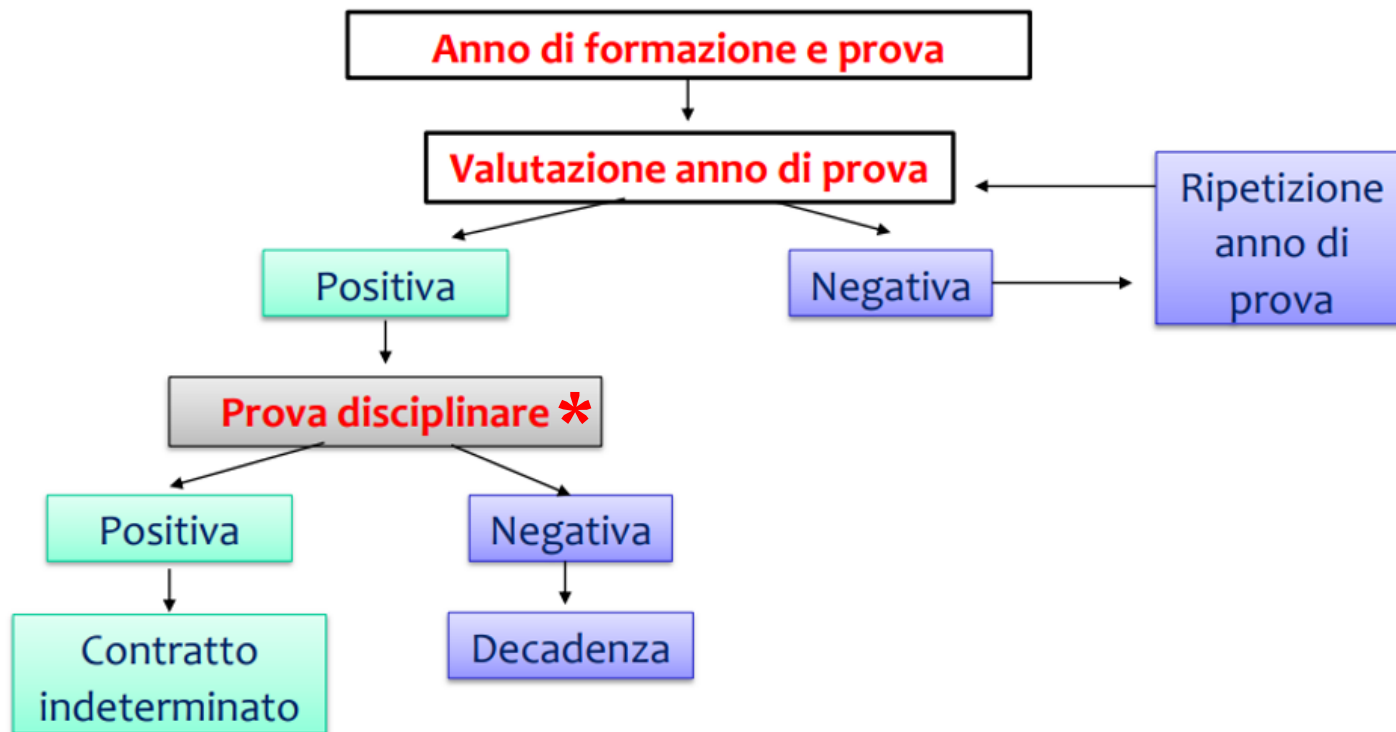 Anno di formazione e prova
Valutazione anno di prova
Ripetizione
anno di
prova
Positiva
Negativa
Prova disciplinare *
Positiva
Negativa
Contratto
indeterminato
Decadenza